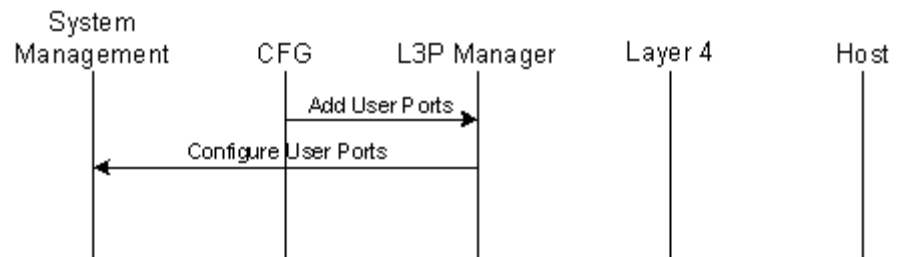 System
Management
CFG
L3P Manager
Layer 4
Host
Add User Ports
Configure User Ports